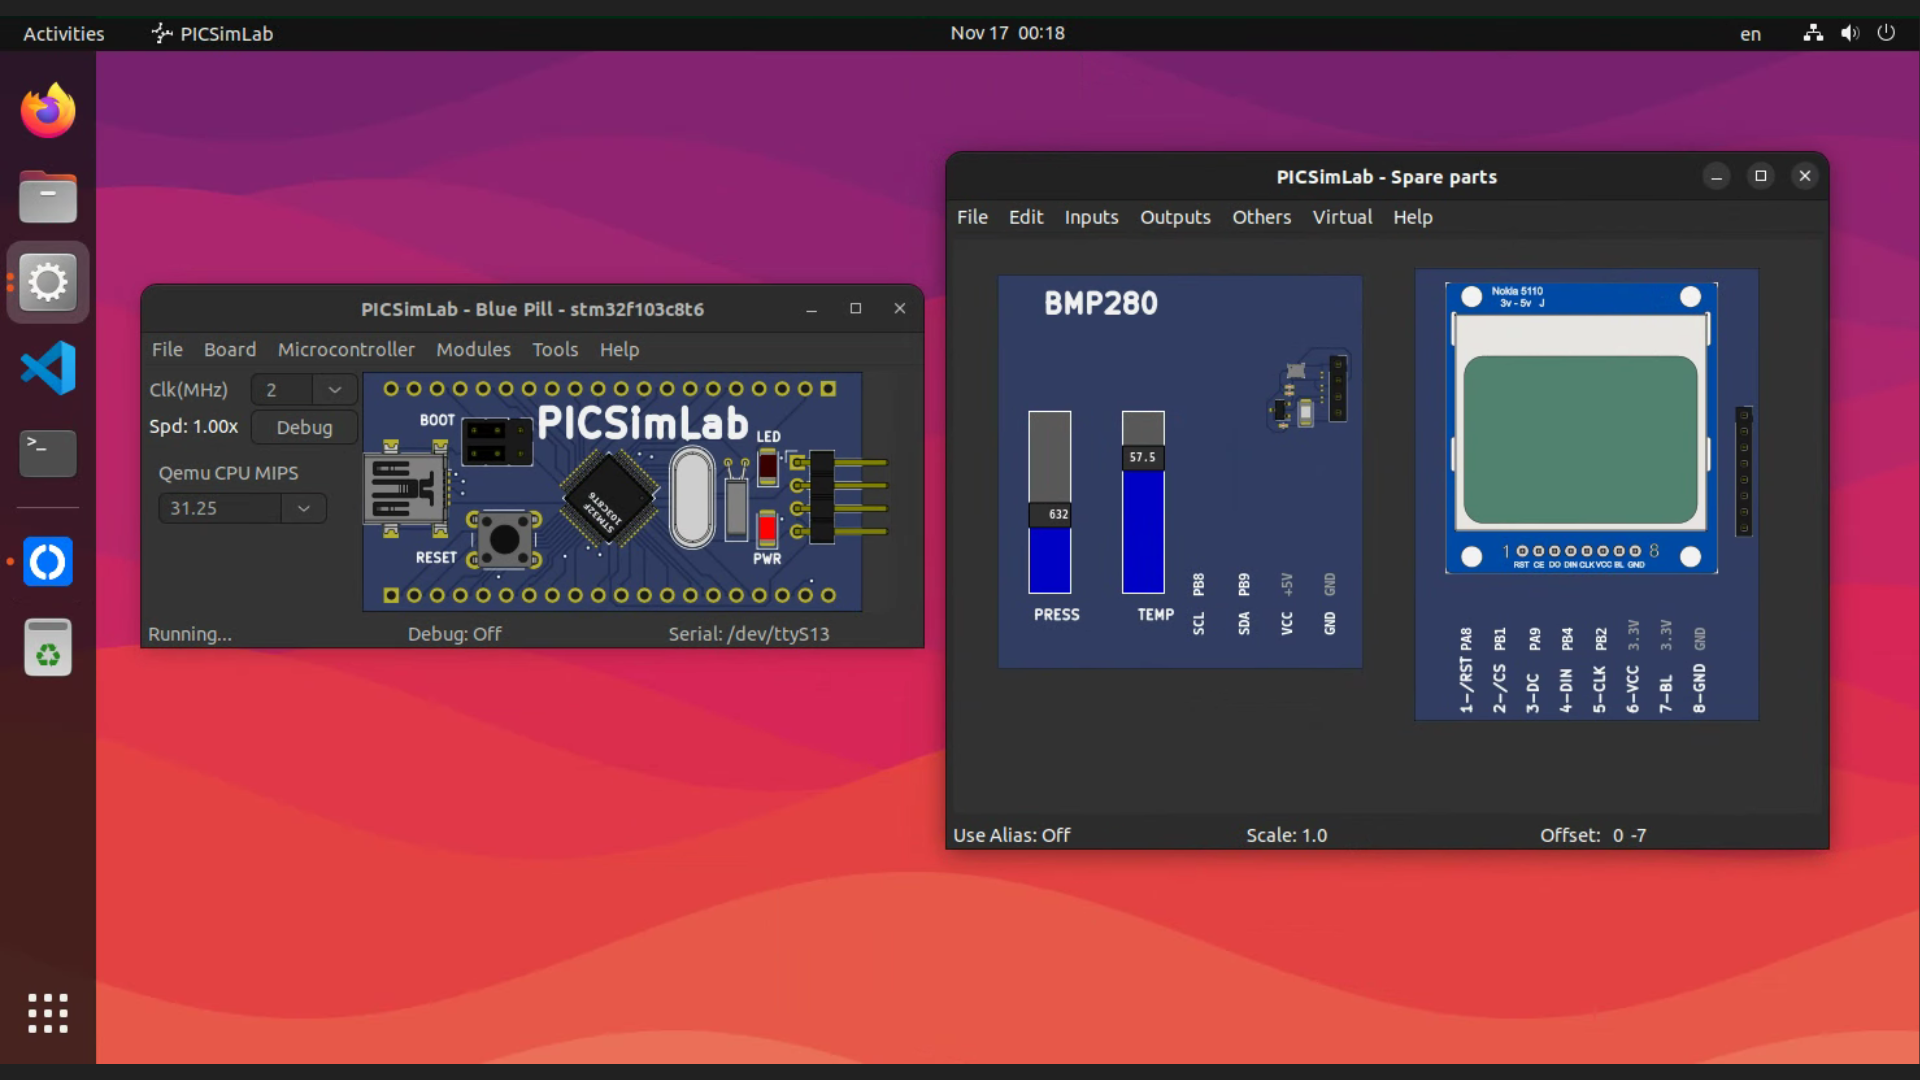 Activities PICSimLab Nov 17 00:18 en
PICSimLab - Blue Pill - stm32f103c8t6
File Board Microcontroller Modules Tools Help
Clk(MHz) 2
Spd: 1.00x Debug
Qemu CPU MIPS
31.25
BOOT
PICSimLab
LED
STM32F
103C8T6
RESET
PWR
Running... Debug: Off Serial: /dev/ttyS13
PICSimLab - Spare parts
File Edit Inputs Outputs Others Virtual Help
BMP280
57.5
632
PRESS TEMP
SCL PB8
SDA PB9
VCC +5V
GND GND
Nokia 5110
3v - 5v J
1 8
RST CE DO DIN CLK VCC BL GND
1-/RST PA8
2-/CS PB1
3-DC PA9
4-DIN PB4
5-CLK PB2
6-VCC 3.3V
7-BL 3.3V
8-GND GND
Use Alias: Off Scale: 1.0 Offset: 0 -7